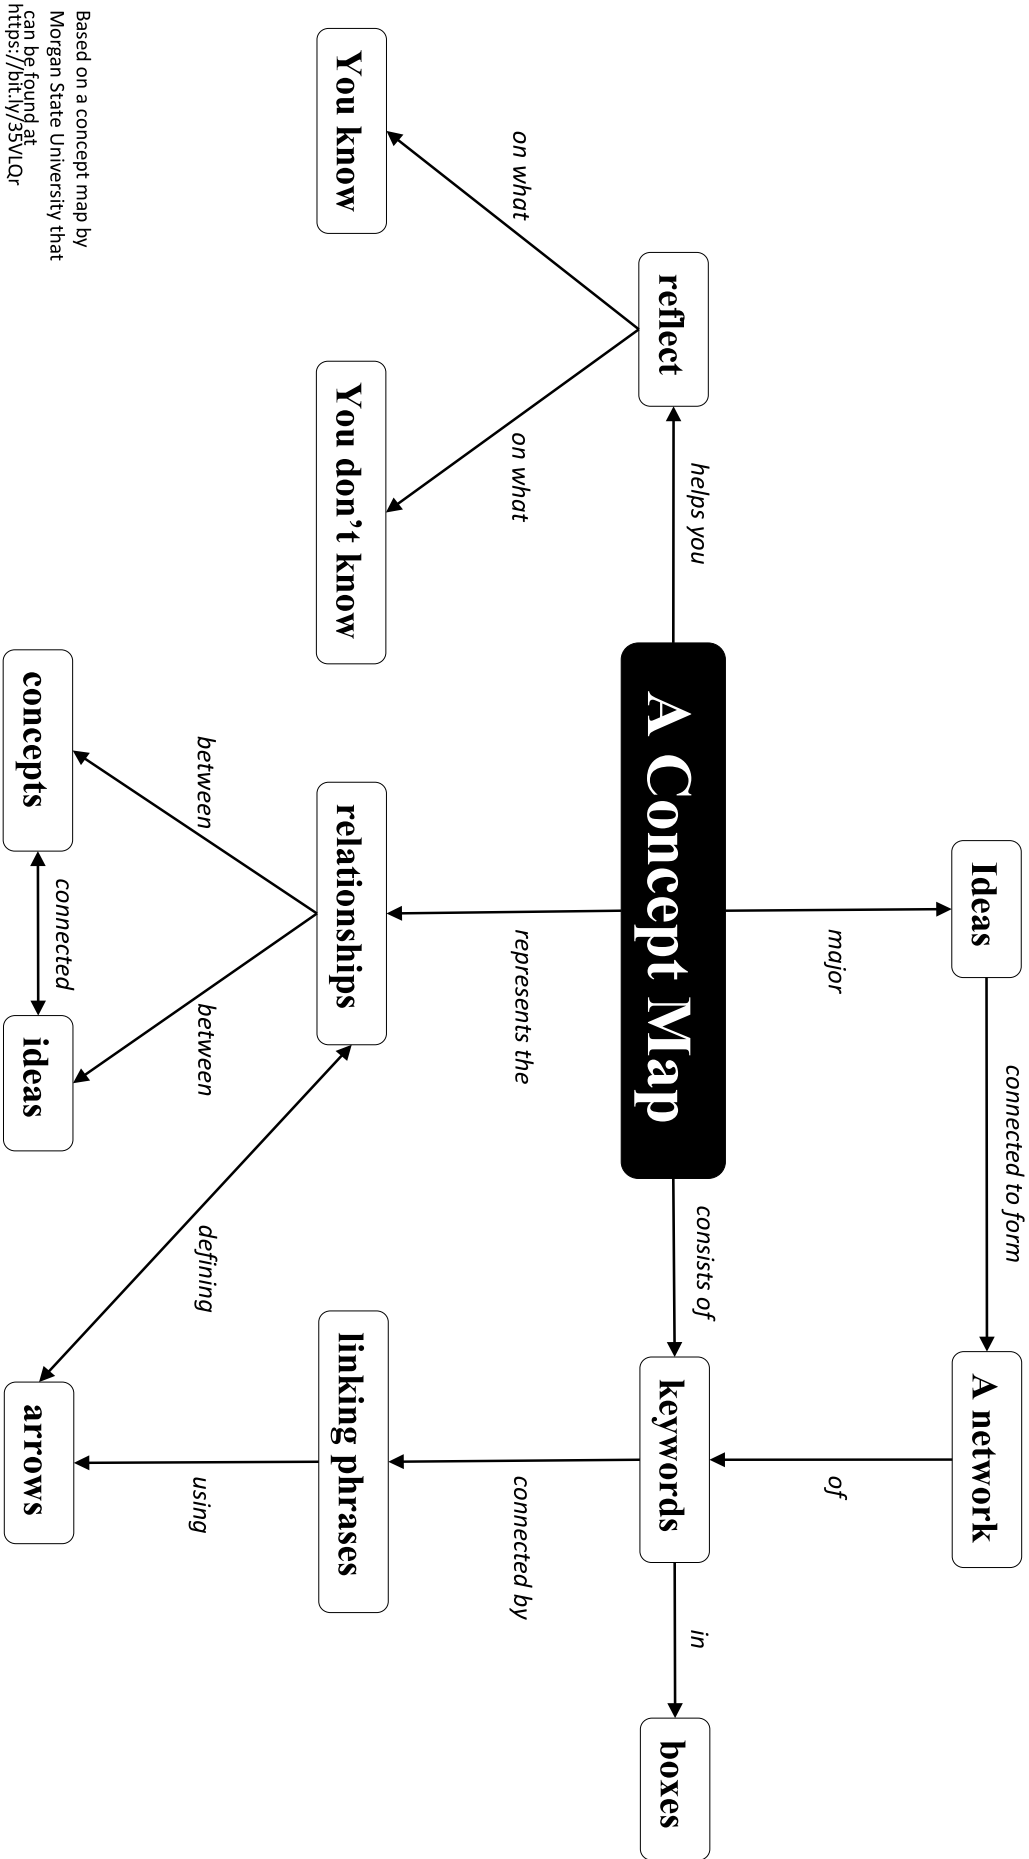 Ideas
connected to form
A network
major
of
reflect
helps you
A Concept Map
consists of
keywords
in
boxes
on what
on what
represents the
connected by
You know
You don't know
relationships
linking phrases
between
between
defining
using
concepts
connected
ideas
arrows
Based on a concept map by
Morgan State University that
can be found at
https://bit.ly/35VLQr